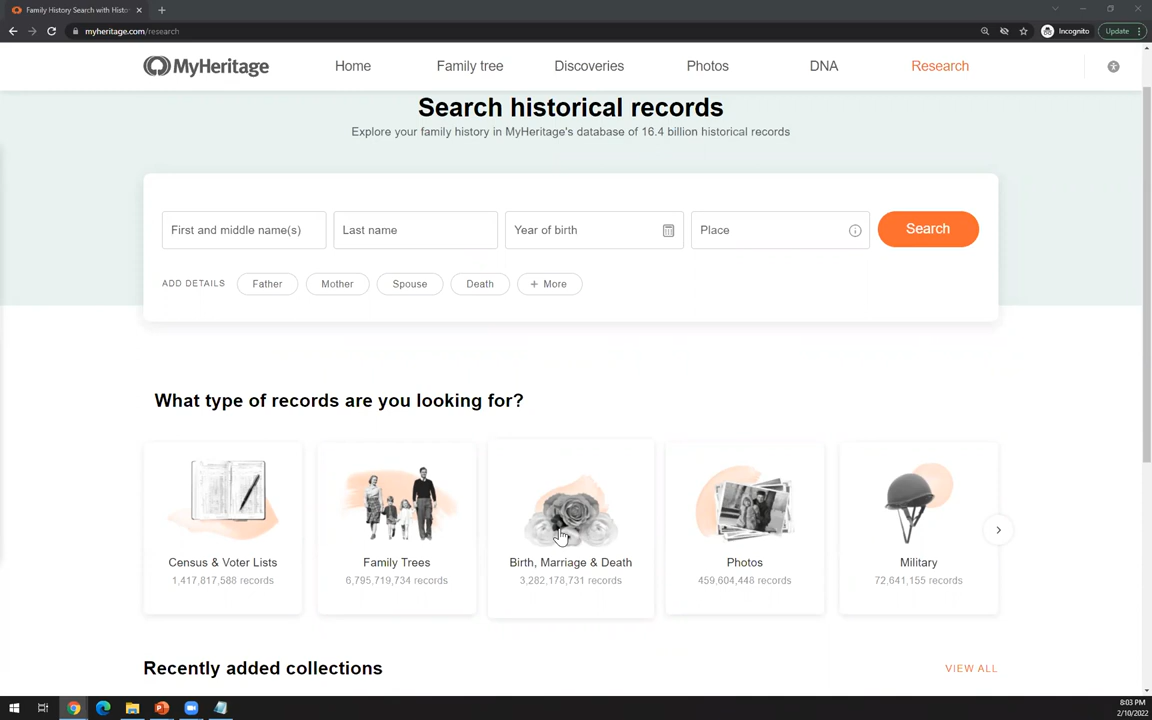 Family History Search with Histo
myheritage.com/research
Incognito
Update
MyHeritage
Home
Family tree
Discoveries
Photos
DNA
Research
Search historical records
Explore your family history in MyHeritage's database of 16.4 billion historical records
First and middle name(s)
Last name
Year of birth
Place
Search
ADD DETAILS
Father
Mother
Spouse
Death
+ More
What type of records are you looking for?
Census & Voter Lists
1,417,817,588 records
Family Trees
6,795,719,734 records
Birth, Marriage & Death
3,282,178,731 records
Photos
459,604,448 records
Military
72,641,155 records
Recently added collections
VIEW ALL
8:03 PM
2/10/2022